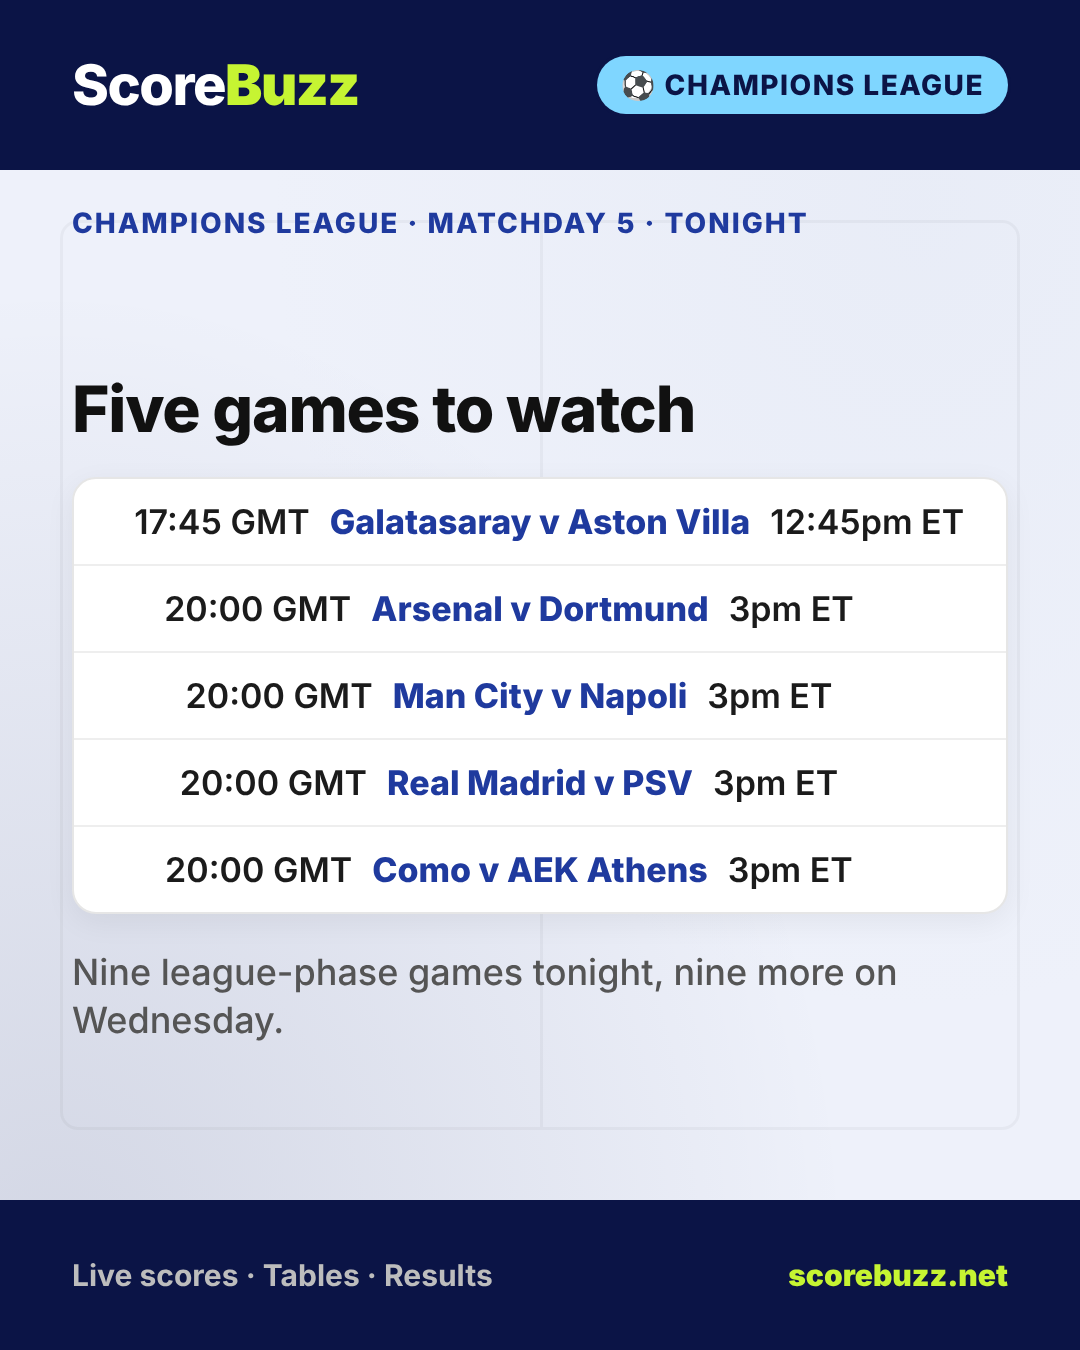 ScoreBuzz
⚽ CHAMPIONS LEAGUE
CHAMPIONS LEAGUE · MATCHDAY 5 · TONIGHT
Five games to watch
17:45 GMT Galatasaray v Aston Villa 12:45pm ET
20:00 GMT Arsenal v Dortmund 3pm ET
20:00 GMT Man City v Napoli 3pm ET
20:00 GMT Real Madrid v PSV 3pm ET
20:00 GMT Como v AEK Athens 3pm ET
Nine league-phase games tonight, nine more on
Wednesday.
Live scores · Tables · Results
scorebuzz.net